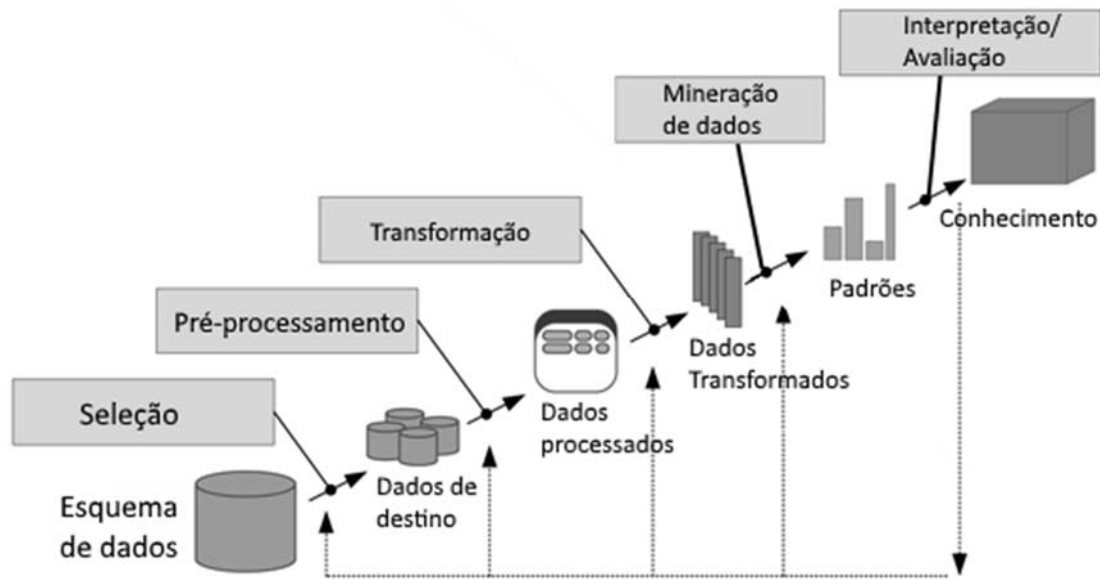 Interpretação/
Avaliação
Mineração
de dados
Conhecimento
Transformação
Padrões
Pré-processamento
Dados
Transformados
Seleção
Dados
processados
Dados de
destino
Esquema
de dados